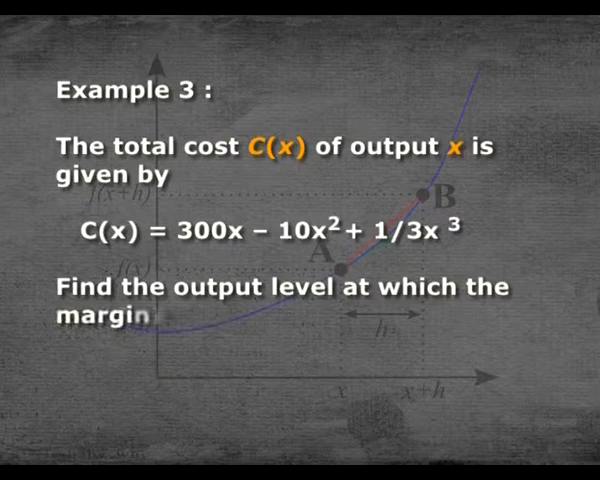 Example 3 :
The total cost C(x) of output x is
given by
C(x) = 300x – 10x² + 1/3x ³
Find the output level at which the
margin
f(x+h)
B
A
f(x)
h
x
x+h